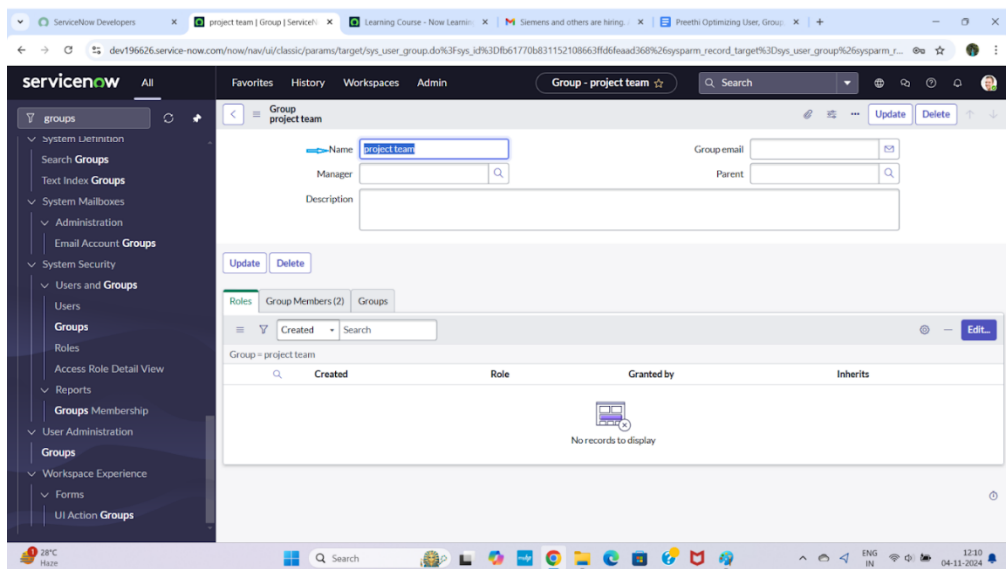 ServiceNow Developers
project team | Group | ServiceN
Learning Course - Now Learnin
Siemens and others are hiring.
Preethi Optimizing User, Group
dev196626.service-now.com/now/nav/ui/classic/params/target/sys_user_group.do%3Fsys_id%3Dfb61770b831152108663ffd6feaad368%26sysparm_record_target%3Dsys_user_group%26sysparm_r...
servicenow All Favorites History Workspaces Admin Group - project team Search
groups
Group
project team
Update Delete
System Definition
Search Groups
Text Index Groups
System Mailboxes
Administration
Email Account Groups
System Security
Users and Groups
Users
Groups
Roles
Access Role Detail View
Reports
Groups Membership
User Administration
Groups
Workspace Experience
Forms
UI Action Groups
Name project team Group email
Manager Parent
Description
Update Delete
Roles Group Members (2) Groups
Created Search Edit...
Group = project team
Created Role Granted by Inherits
No records to display
1
28°C
Haze
Search
ENG
IN
12:10
04-11-2024